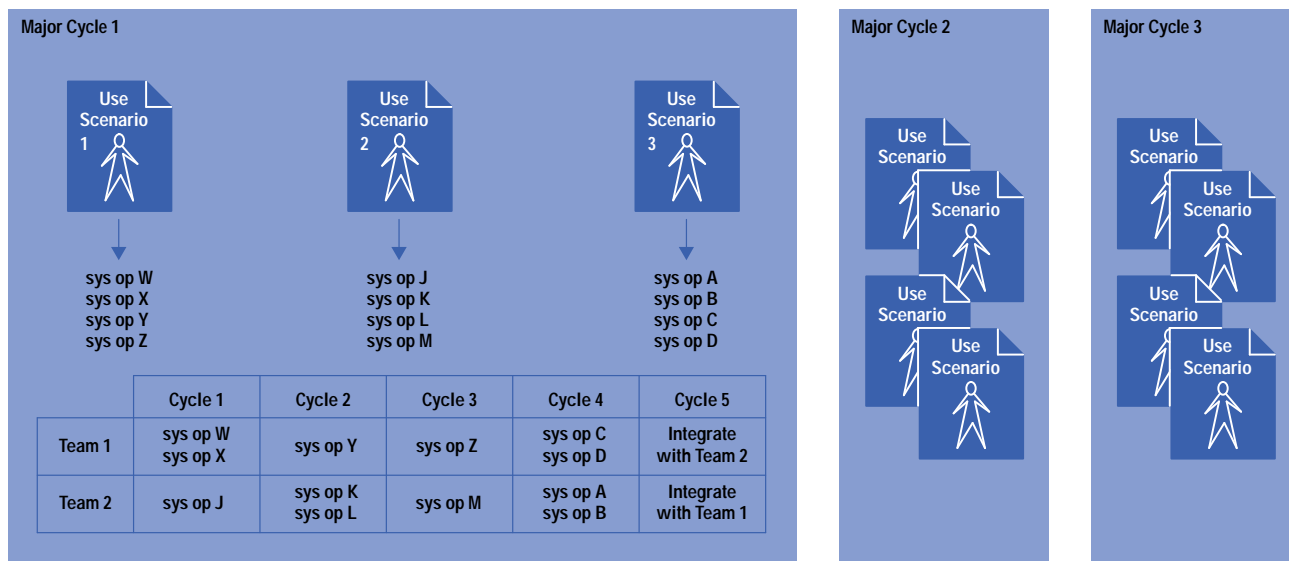 Major Cycle 1
Use
Scenario
1
Use
Scenario
2
Use
Scenario
3
sys op W
sys op X
sys op Y
sys op Z
sys op J
sys op K
sys op L
sys op M
sys op A
sys op B
sys op C
sys op D
Cycle 1
Cycle 2
Cycle 3
Cycle 4
Cycle 5
Team 1
sys op W
sys op X
sys op Y
sys op Z
sys op C
sys op D
Integrate
with Team 2
Team 2
sys op J
sys op K
sys op L
sys op M
sys op A
sys op B
Integrate
with Team 1
Major Cycle 2
Use
Scenario
Use
Scenario
Use
Scenario
Use
Scenario
Major Cycle 3
Use
Scenario
Use
Scenario
Use
Scenario
Use
Scenario